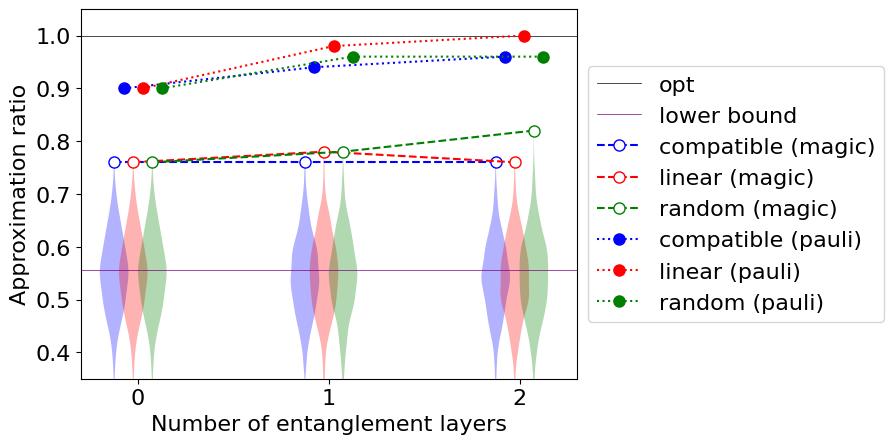 Approximation ratio
1.0
0.9
0.8
0.7
0.6
0.5
0.4
0
1
2
Number of entanglement layers
opt
lower bound
compatible (magic)
linear (magic)
random (magic)
compatible (pauli)
linear (pauli)
random (pauli)